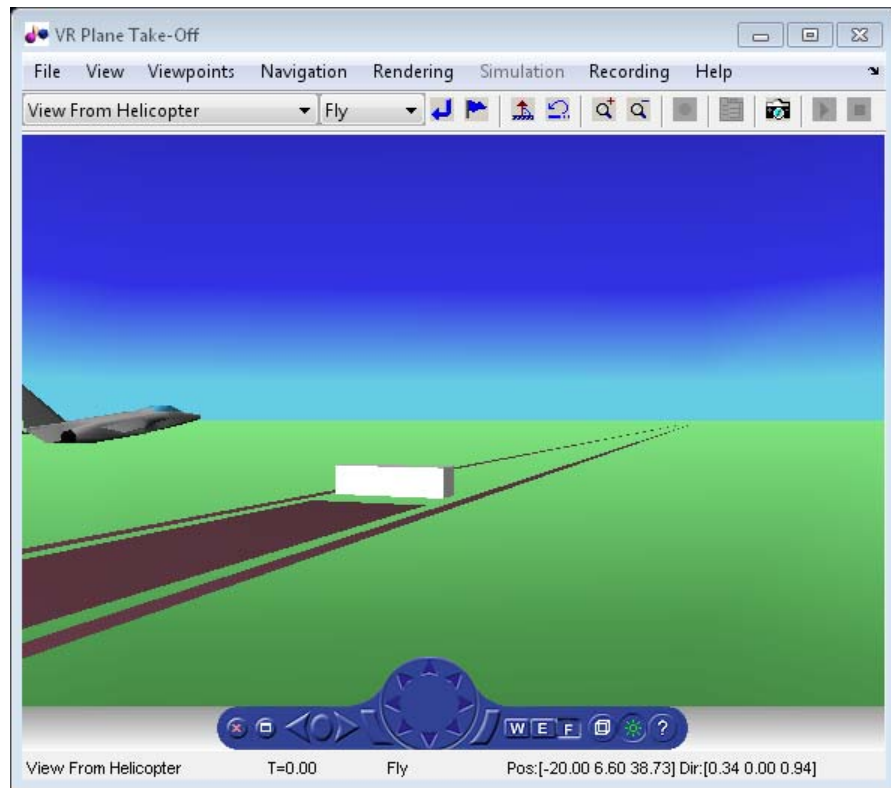 VR Plane Take-Off
File View Viewpoints Navigation Rendering Simulation Recording Help
View From Helicopter Fly
W E F ?
View From Helicopter T=0.00 Fly Pos:[-20.00 6.60 38.73] Dir:[0.34 0.00 0.94]